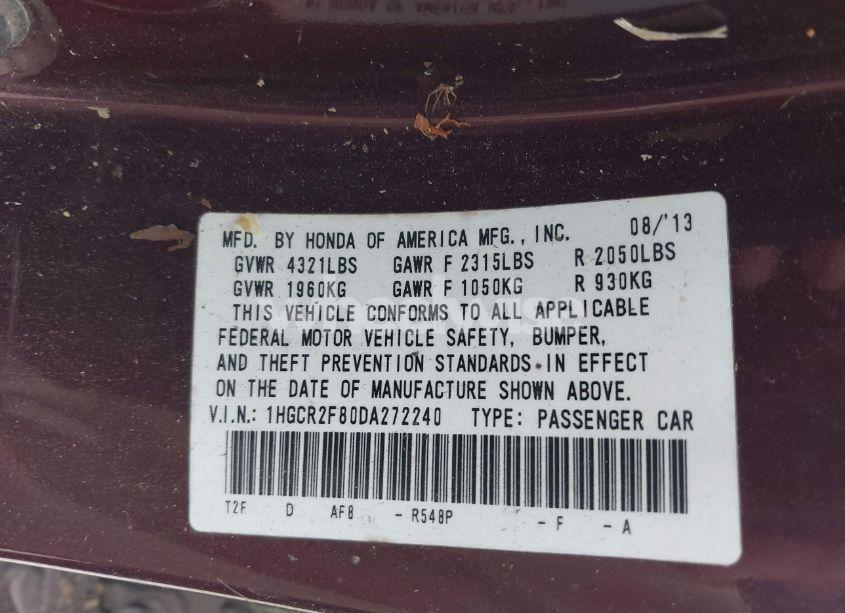 MFD. BY HONDA OF AMERICA MFG., INC. 08/'13
GVWR 4321LBS GAWR F 2315LBS R 2050LBS
GVWR 1960KG GAWR F 1050KG R 930KG
THIS VEHICLE CONFORMS TO ALL APPLICABLE
FEDERAL MOTOR VEHICLE SAFETY, BUMPER,
AND THEFT PREVENTION STANDARDS IN EFFECT
ON THE DATE OF MANUFACTURE SHOWN ABOVE.
V.I.N.: 1HGCR2F80DA272240 TYPE: PASSENGER CAR
T2F D AF8 - R548P - F - A